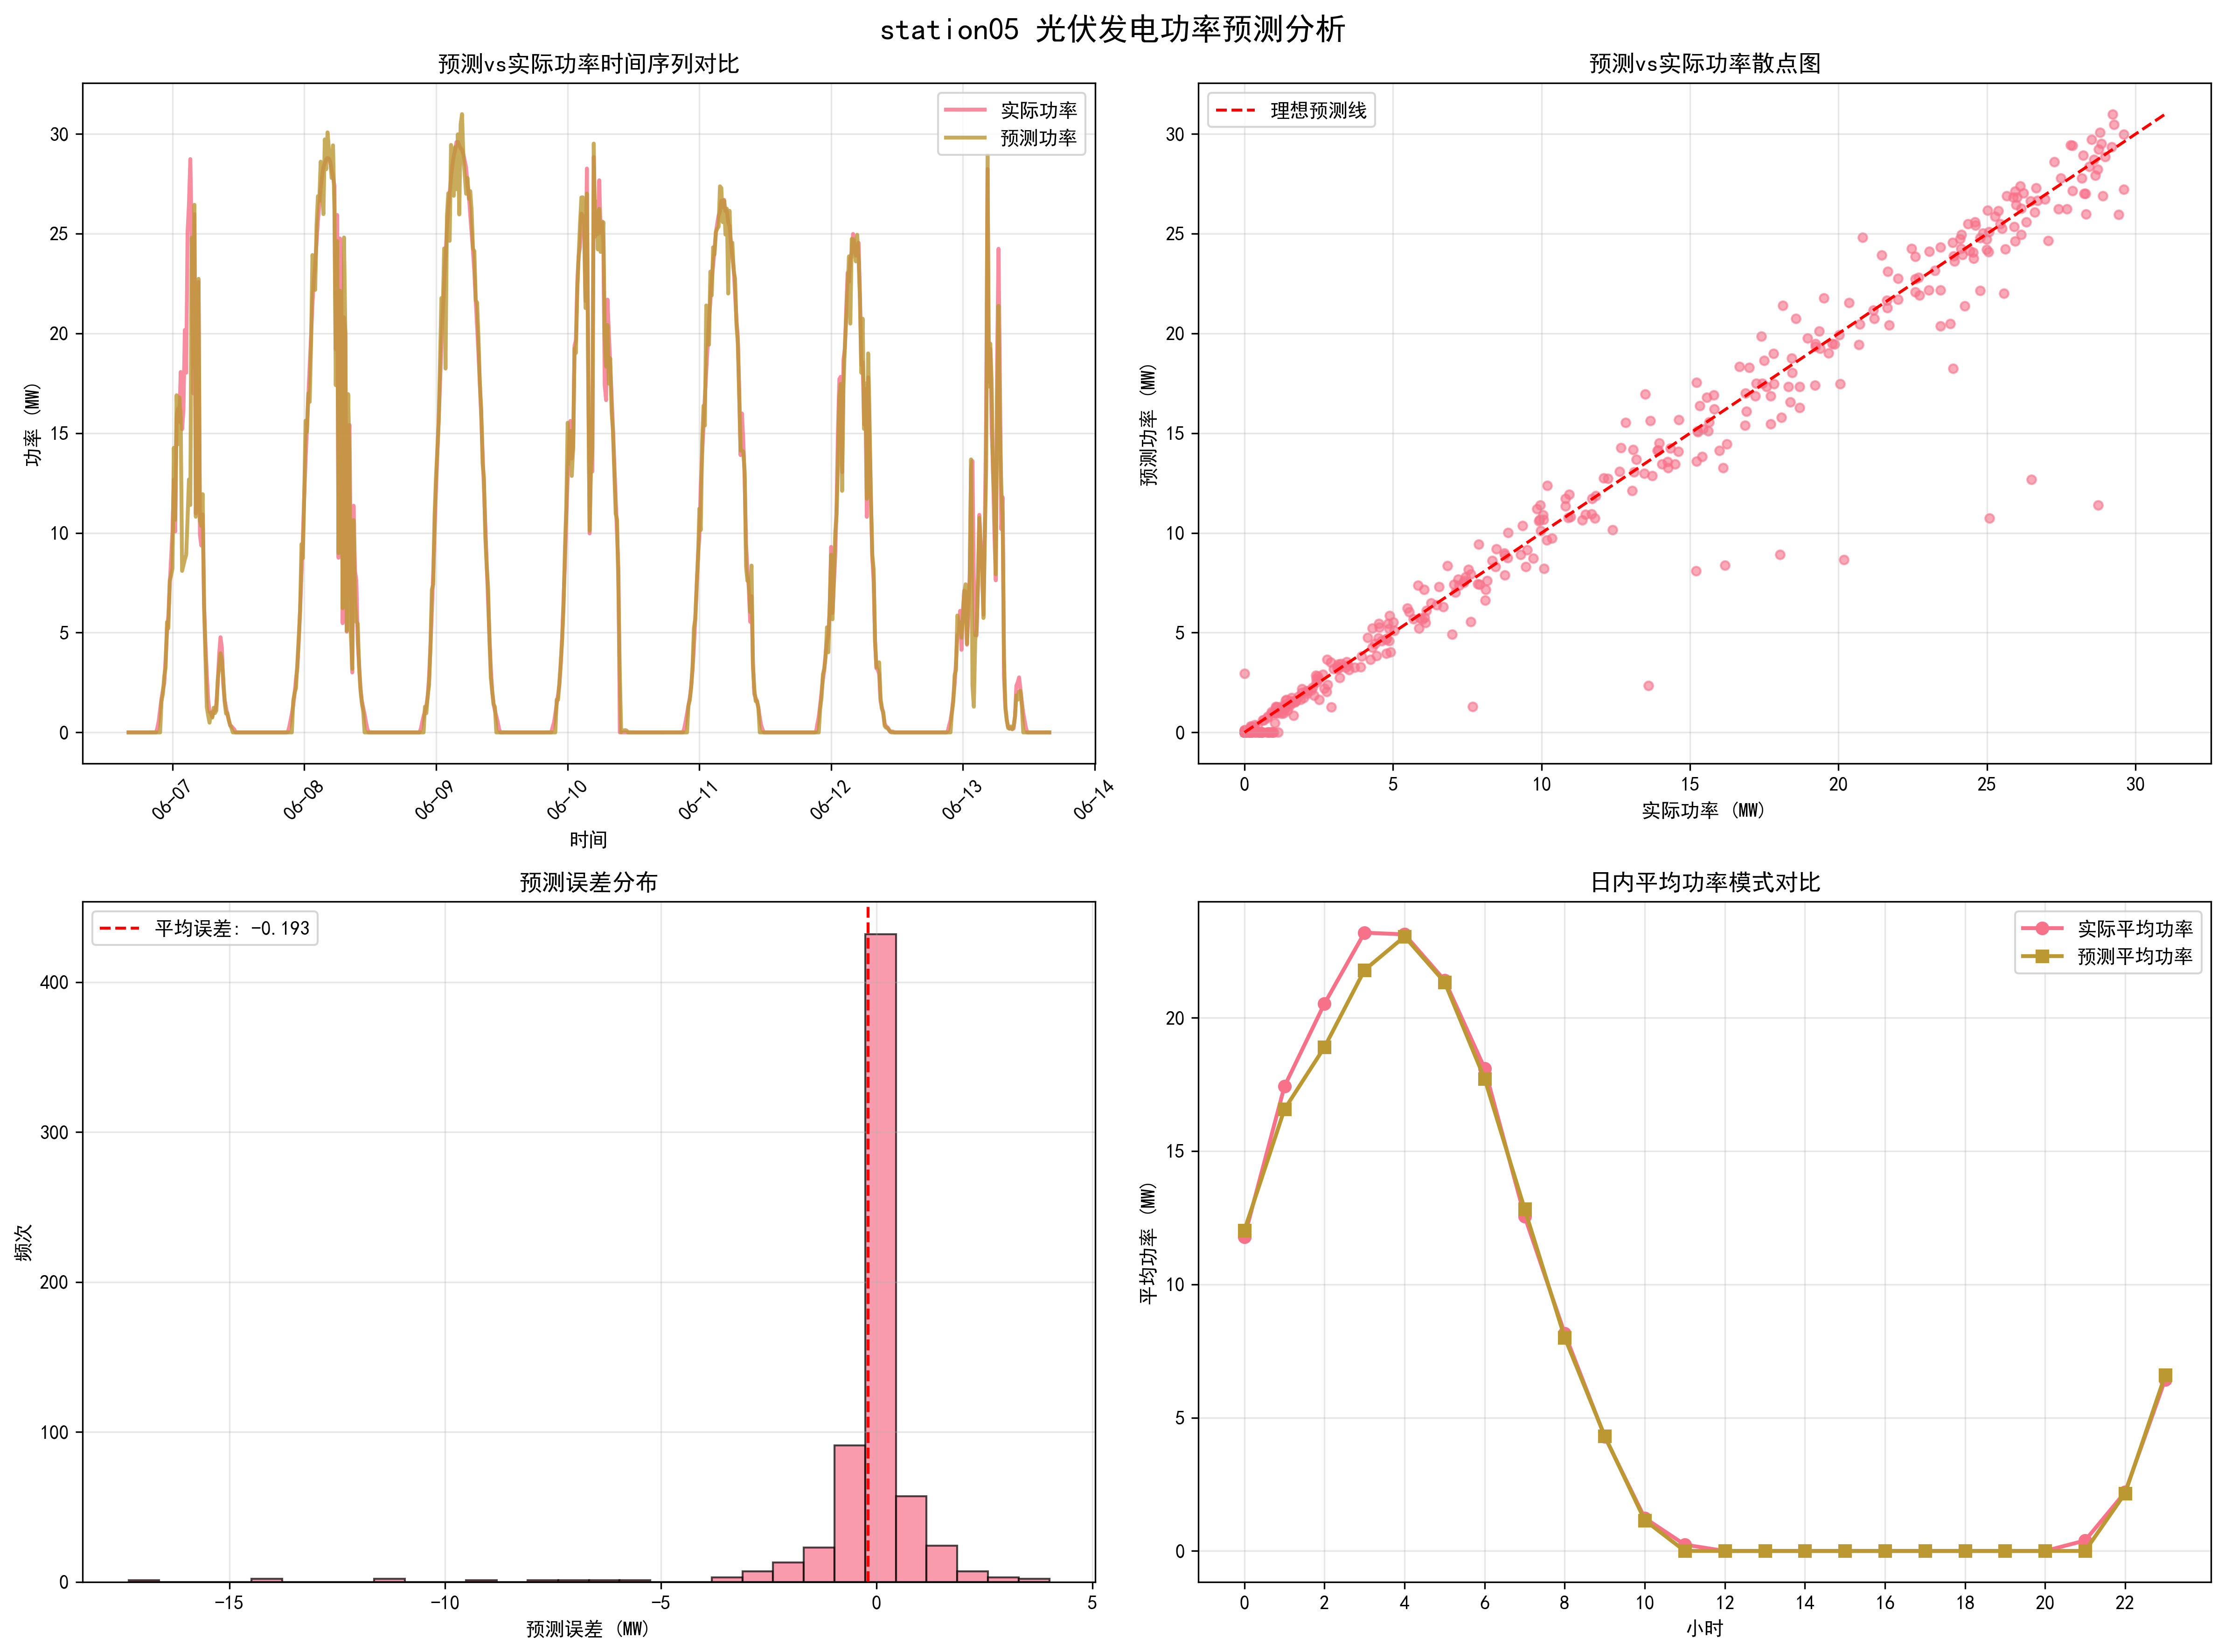 station05 光伏发电功率预测分析
预测vs实际功率时间序列对比
实际功率
预测功率
功率 (MW)
30
25
20
15
10
5
0
06-07
06-08
06-09
06-10
06-11
06-12
06-13
06-14
时间
预测vs实际功率散点图
理想预测线
预测功率 (MW)
30
25
20
15
10
5
0
0
5
10
15
20
25
30
实际功率 (MW)
预测误差分布
平均误差: -0.193
频次
400
300
200
100
0
-15
-10
-5
0
5
预测误差 (MW)
日内平均功率模式对比
实际平均功率
预测平均功率
平均功率 (MW)
20
15
10
5
0
0
2
4
6
8
10
12
14
16
18
20
22
小时